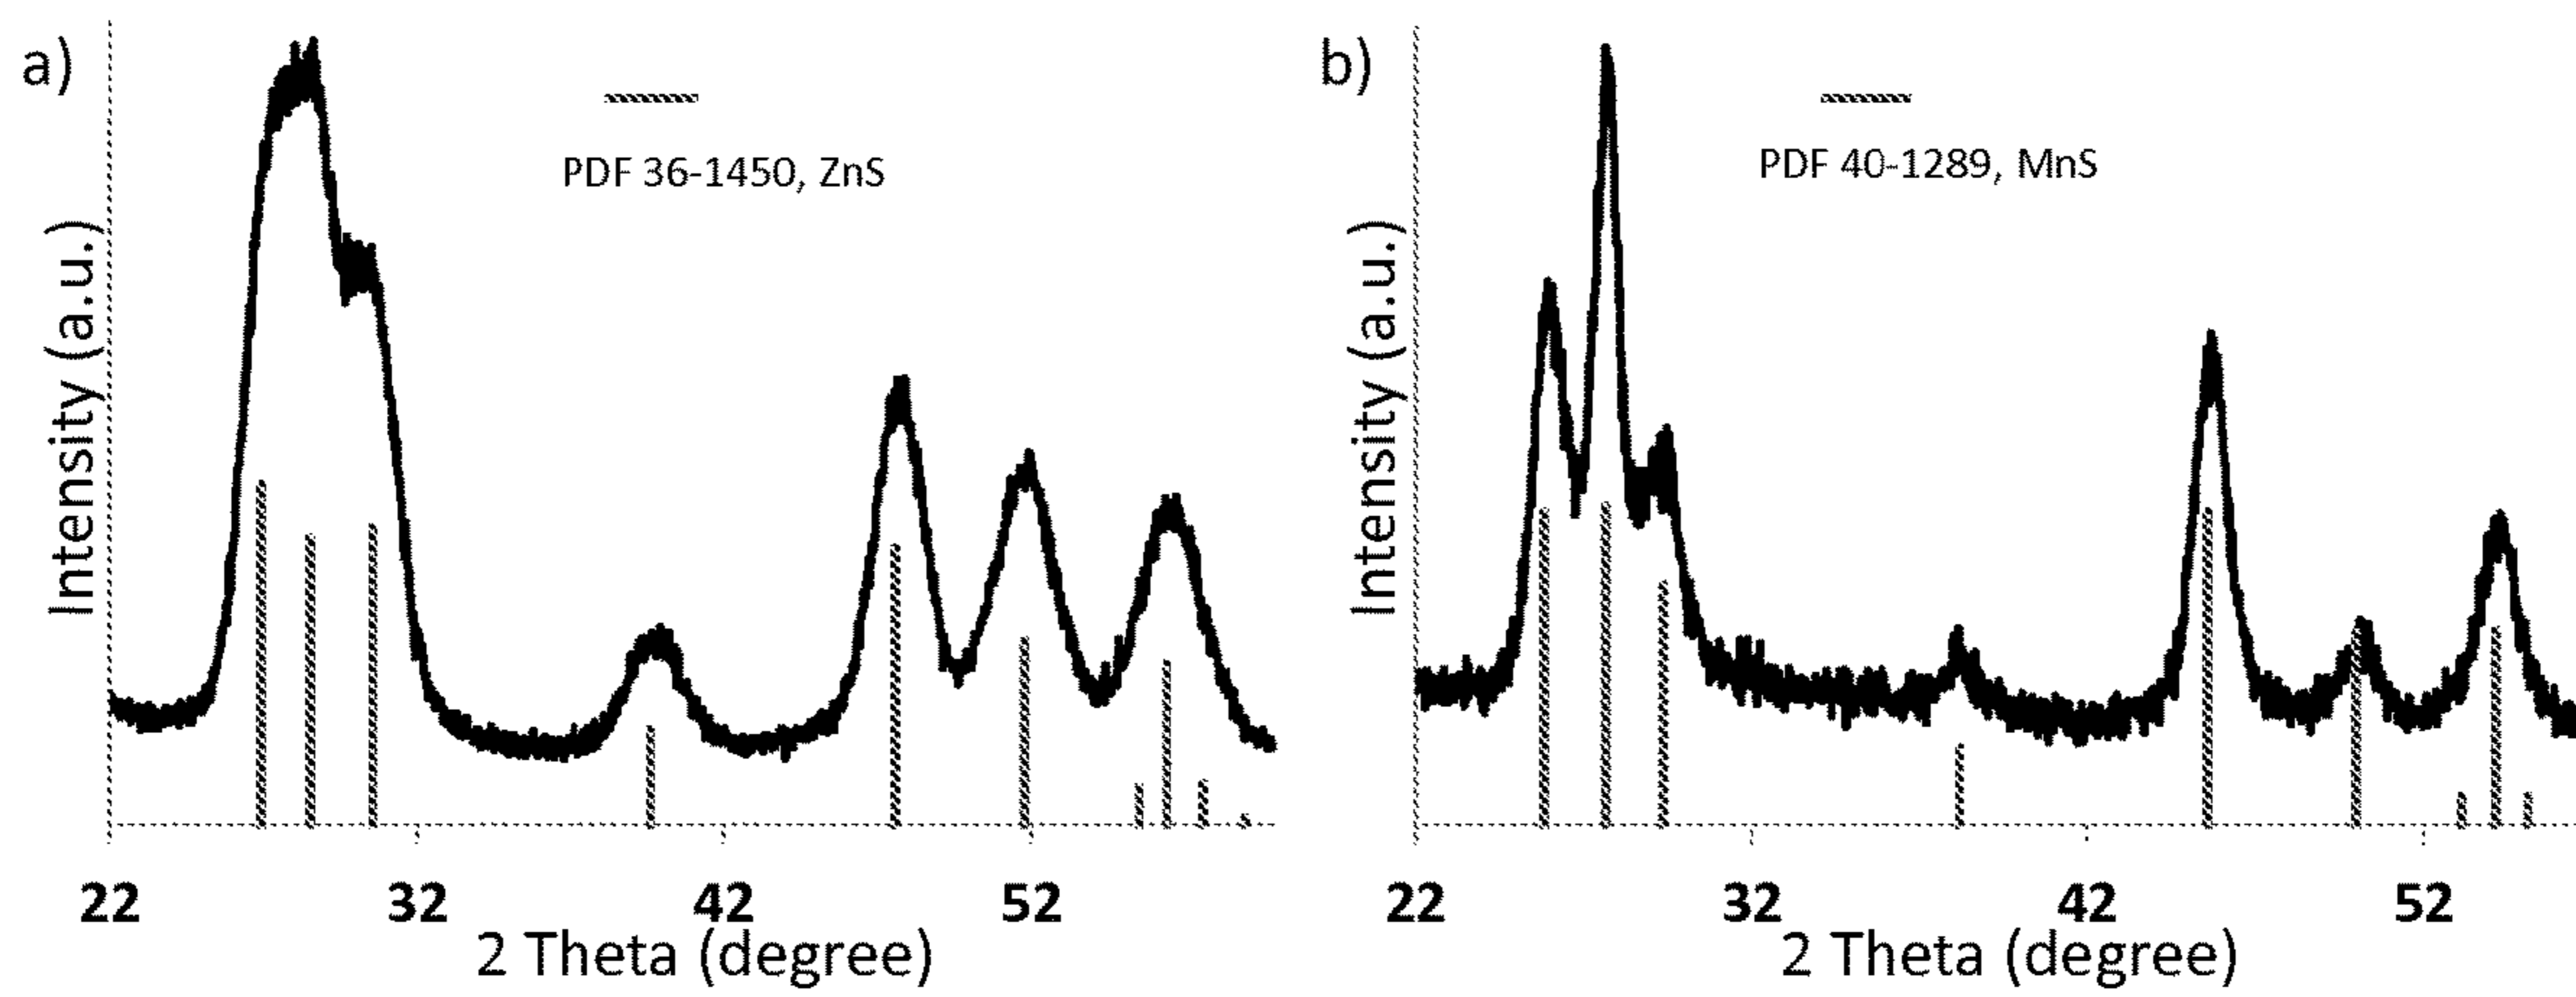 a)
PDF 36-1450, ZnS
Intensity (a.u.)
22 32 42 52
2 Theta (degree)
b)
PDF 40-1289, MnS
Intensity (a.u.)
22 32 42 52
2 Theta (degree)